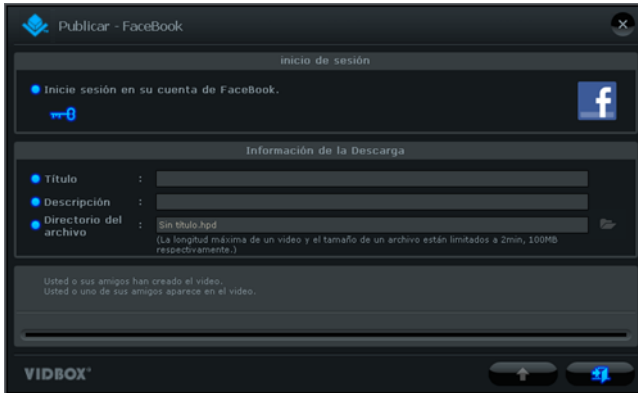 Publicar - FaceBook
inicio de sesión
Inicie sesión en su cuenta de FaceBook.
f
Información de la Descarga
Título :
Descripción :
Directorio del
archivo : Sin título.hpd
(La longitud máxima de un video y el tamaño de un archivo están limitados a 2min, 100MB
respectivamente.)
Usted o sus amigos han creado el video.
Usted o uno de sus amigos aparece en el video.
VIDBOX®